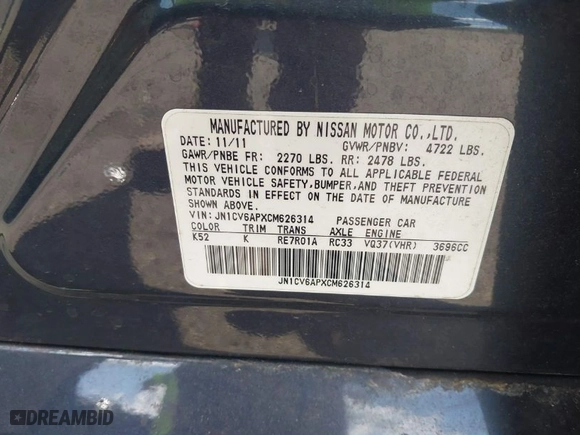 MANUFACTURED BY NISSAN MOTOR CO.,LTD.
DATE: 11/11 GVWR/PNBV: 4722 LBS.
GAWR/PNBE FR: 2270 LBS. RR: 2478 LBS.
THIS VEHICLE CONFORMS TO ALL APPLICABLE FEDERAL
MOTOR VEHICLE SAFETY,BUMPER,AND THEFT PREVENTION
STANDARDS IN EFFECT ON THE DATE OF MANUFACTURE
SHOWN ABOVE.
VIN: JN1CV6APXCM626314 PASSENGER CAR
COLOR TRIM TRANS AXLE ENGINE
K52 K RE7R01A RC33 VQ37(VHR) 3696CC
JN1CV6APXCM626314
DREAMBID